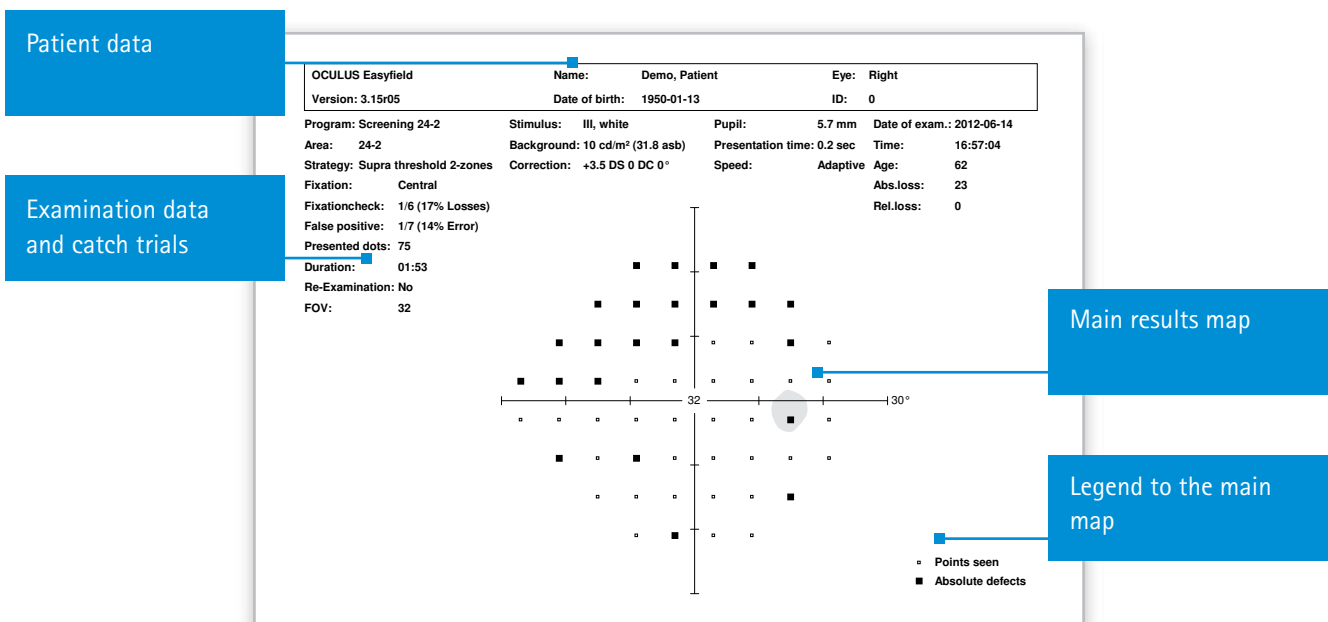 Patient data
OCULUS Easyfield Name: Demo, Patient Eye: Right
Version: 3.15r05 Date of birth: 1950-01-13 ID: 0
Program: Screening 24-2 Stimulus: III, white Pupil: 5.7 mm Date of exam.: 2012-06-14
Area: 24-2 Background: 10 cd/m² (31.8 asb) Presentation time: 0.2 sec Time: 16:57:04
Strategy: Supra threshold 2-zones Correction: +3.5 DS 0 DC 0° Speed: Adaptive Age: 62
Fixation: Central Abs.loss: 23
Fixationcheck: 1/6 (17% Losses) Rel.loss: 0
False positive: 1/7 (14% Error)
Presented dots: 75
Duration: 01:53
Re-Examination: No
FOV: 32
Examination data
and catch trials
Main results map
32 30°
Legend to the main
map
Points seen
Absolute defects